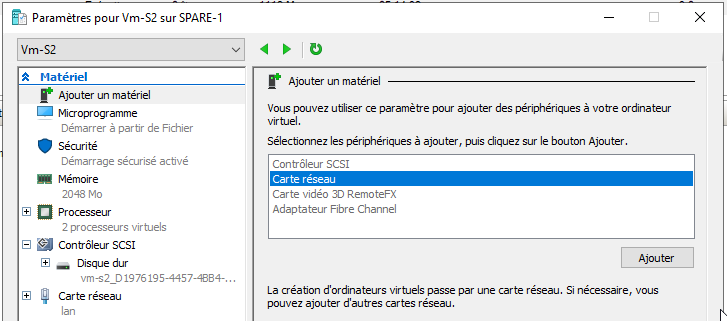 Paramètres pour Vm-S2 sur SPARE-1
Vm-S2
Matériel
Ajouter un matériel
Microprogramme
Démarrer à partir de Fichier
Sécurité
Démarrage sécurisé activé
Mémoire
2048 Mo
Processeur
2 processeurs virtuels
Contrôleur SCSI
Disque dur
vm-s2_D1976195-4457-4BB4-...
Carte réseau
lan
Ajouter un matériel
Vous pouvez utiliser ce paramètre pour ajouter des périphériques à votre ordinateur
virtuel.
Sélectionnez les périphériques à ajouter, puis cliquez sur le bouton Ajouter.
Contrôleur SCSI
Carte réseau
Carte vidéo 3D RemoteFX
Adaptateur Fibre Channel
Ajouter
La création d'ordinateurs virtuels passe par une carte réseau. Si nécessaire, vous
pouvez ajouter d'autres cartes réseau.